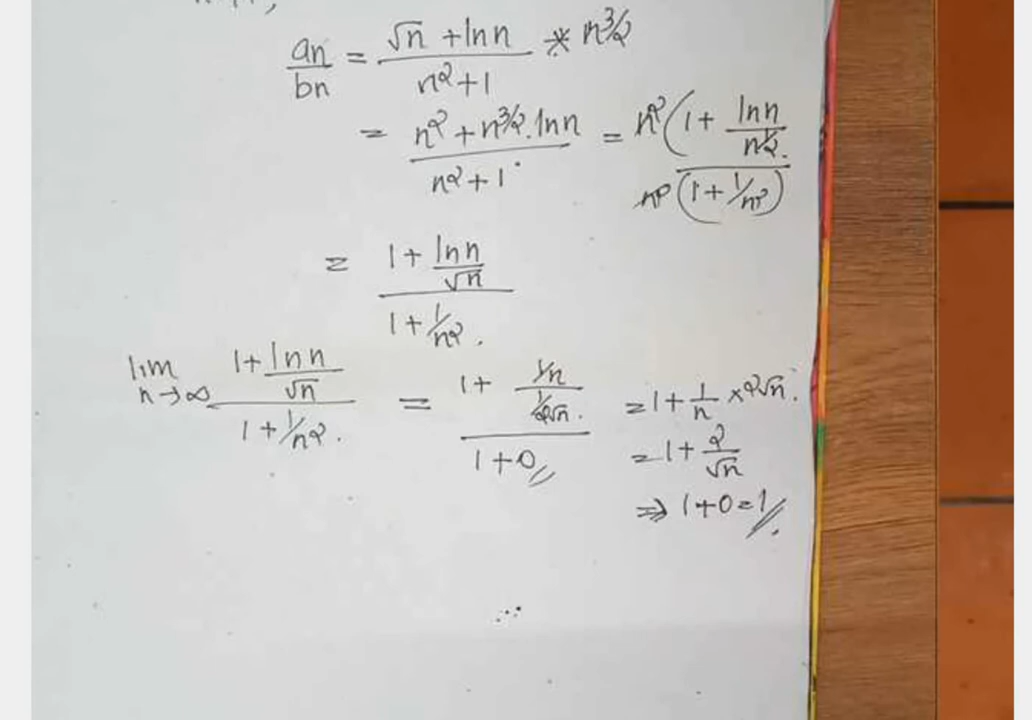 an/bn = (√n + ln n)/(n² + 1) * n^3/2
= (n² + n^3/2 . ln n)/(n² + 1) = n²(1 + ln n/n^1/2. / n²(1 + 1/n²)
= (1 + ln n/√n)/(1 + 1/n²).
lim n→∞ (1 + ln n/√n)/(1 + 1/n²). = (1 + (1/n)/(1/2√n).)/(1 + 0) = 1 + 1/n × 2√n.
= 1 + 2/√n
⇒ 1 + 0 = 1